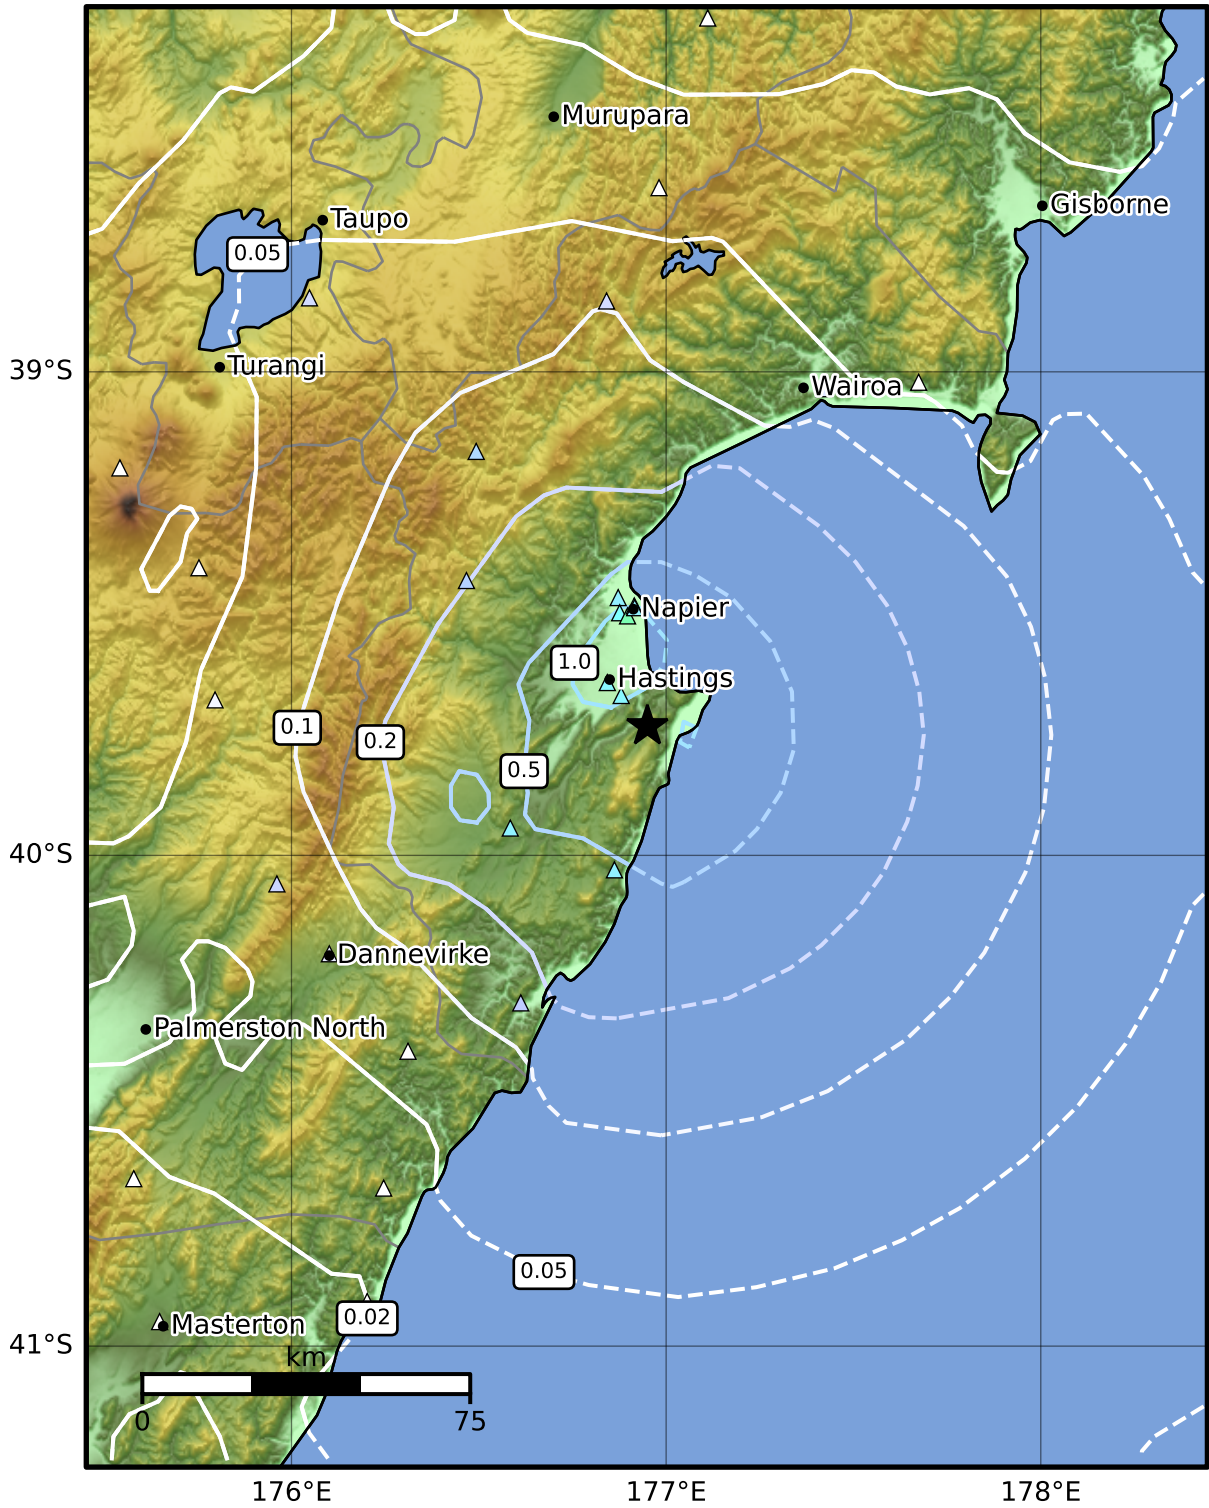 Murupara
Gisborne
Taupo
0.05
Turangi
39°S
Wairoa
Napier
1.0
Hastings
0.1
0.2
0.5
40°S
Dannevirke
Palmerston North
0.05
0.02
Masterton
41°S
km
0
75
176°E
177°E
178°E